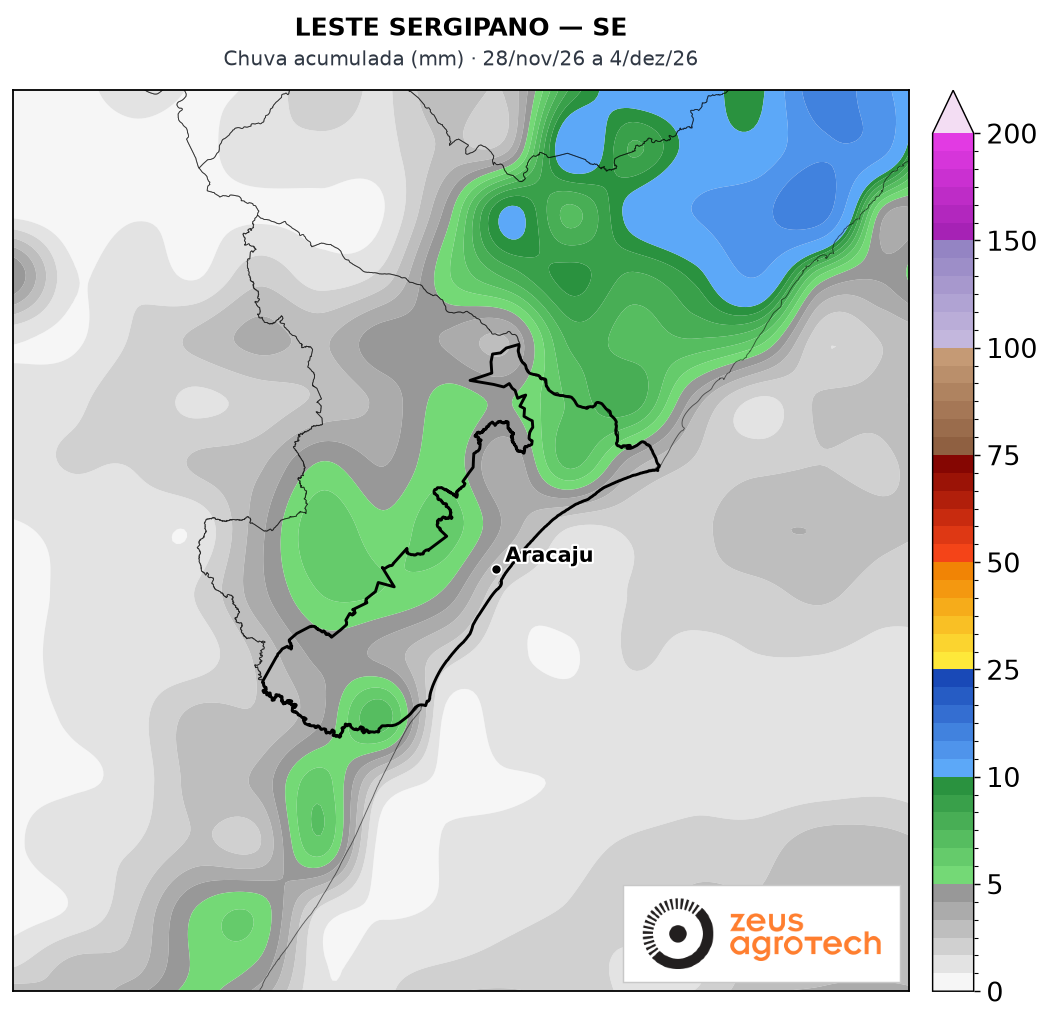 LESTE SERGIPANO — SE
Chuva acumulada (mm) · 28/nov/26 a 4/dez/26
200
150
100
75
50
25
10
5
0
Aracaju
zeus
agrotech